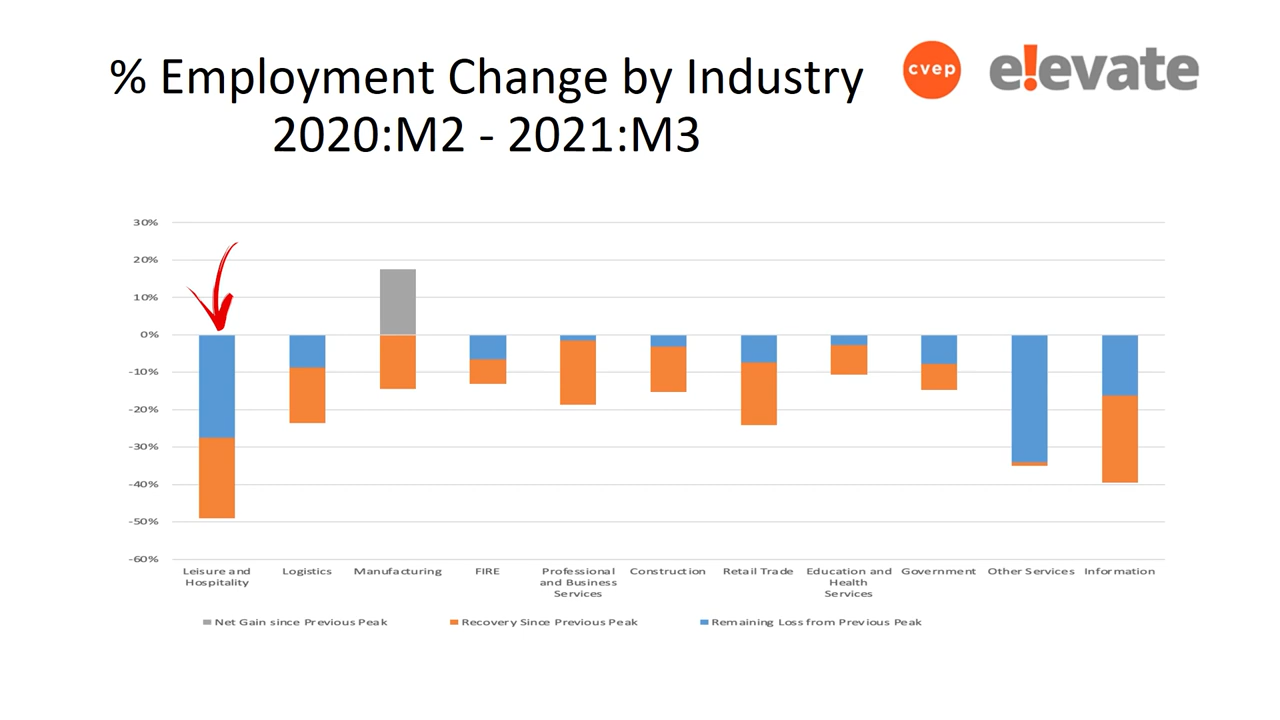 % Employment Change by Industry
2020:M2 - 2021:M3
cvep
e!evate
30%
20%
10%
0%
-10%
-20%
-30%
-40%
-50%
-60%
Leisure and
Hospitality
Logistics
Manufacturing
FIRE
Professional
and Business
Services
Construction
Retail Trade
Education and
Health
Services
Government
Other Services
Information
Net Gain since Previous Peak
Recovery Since Previous Peak
Remaining Loss from Previous Peak